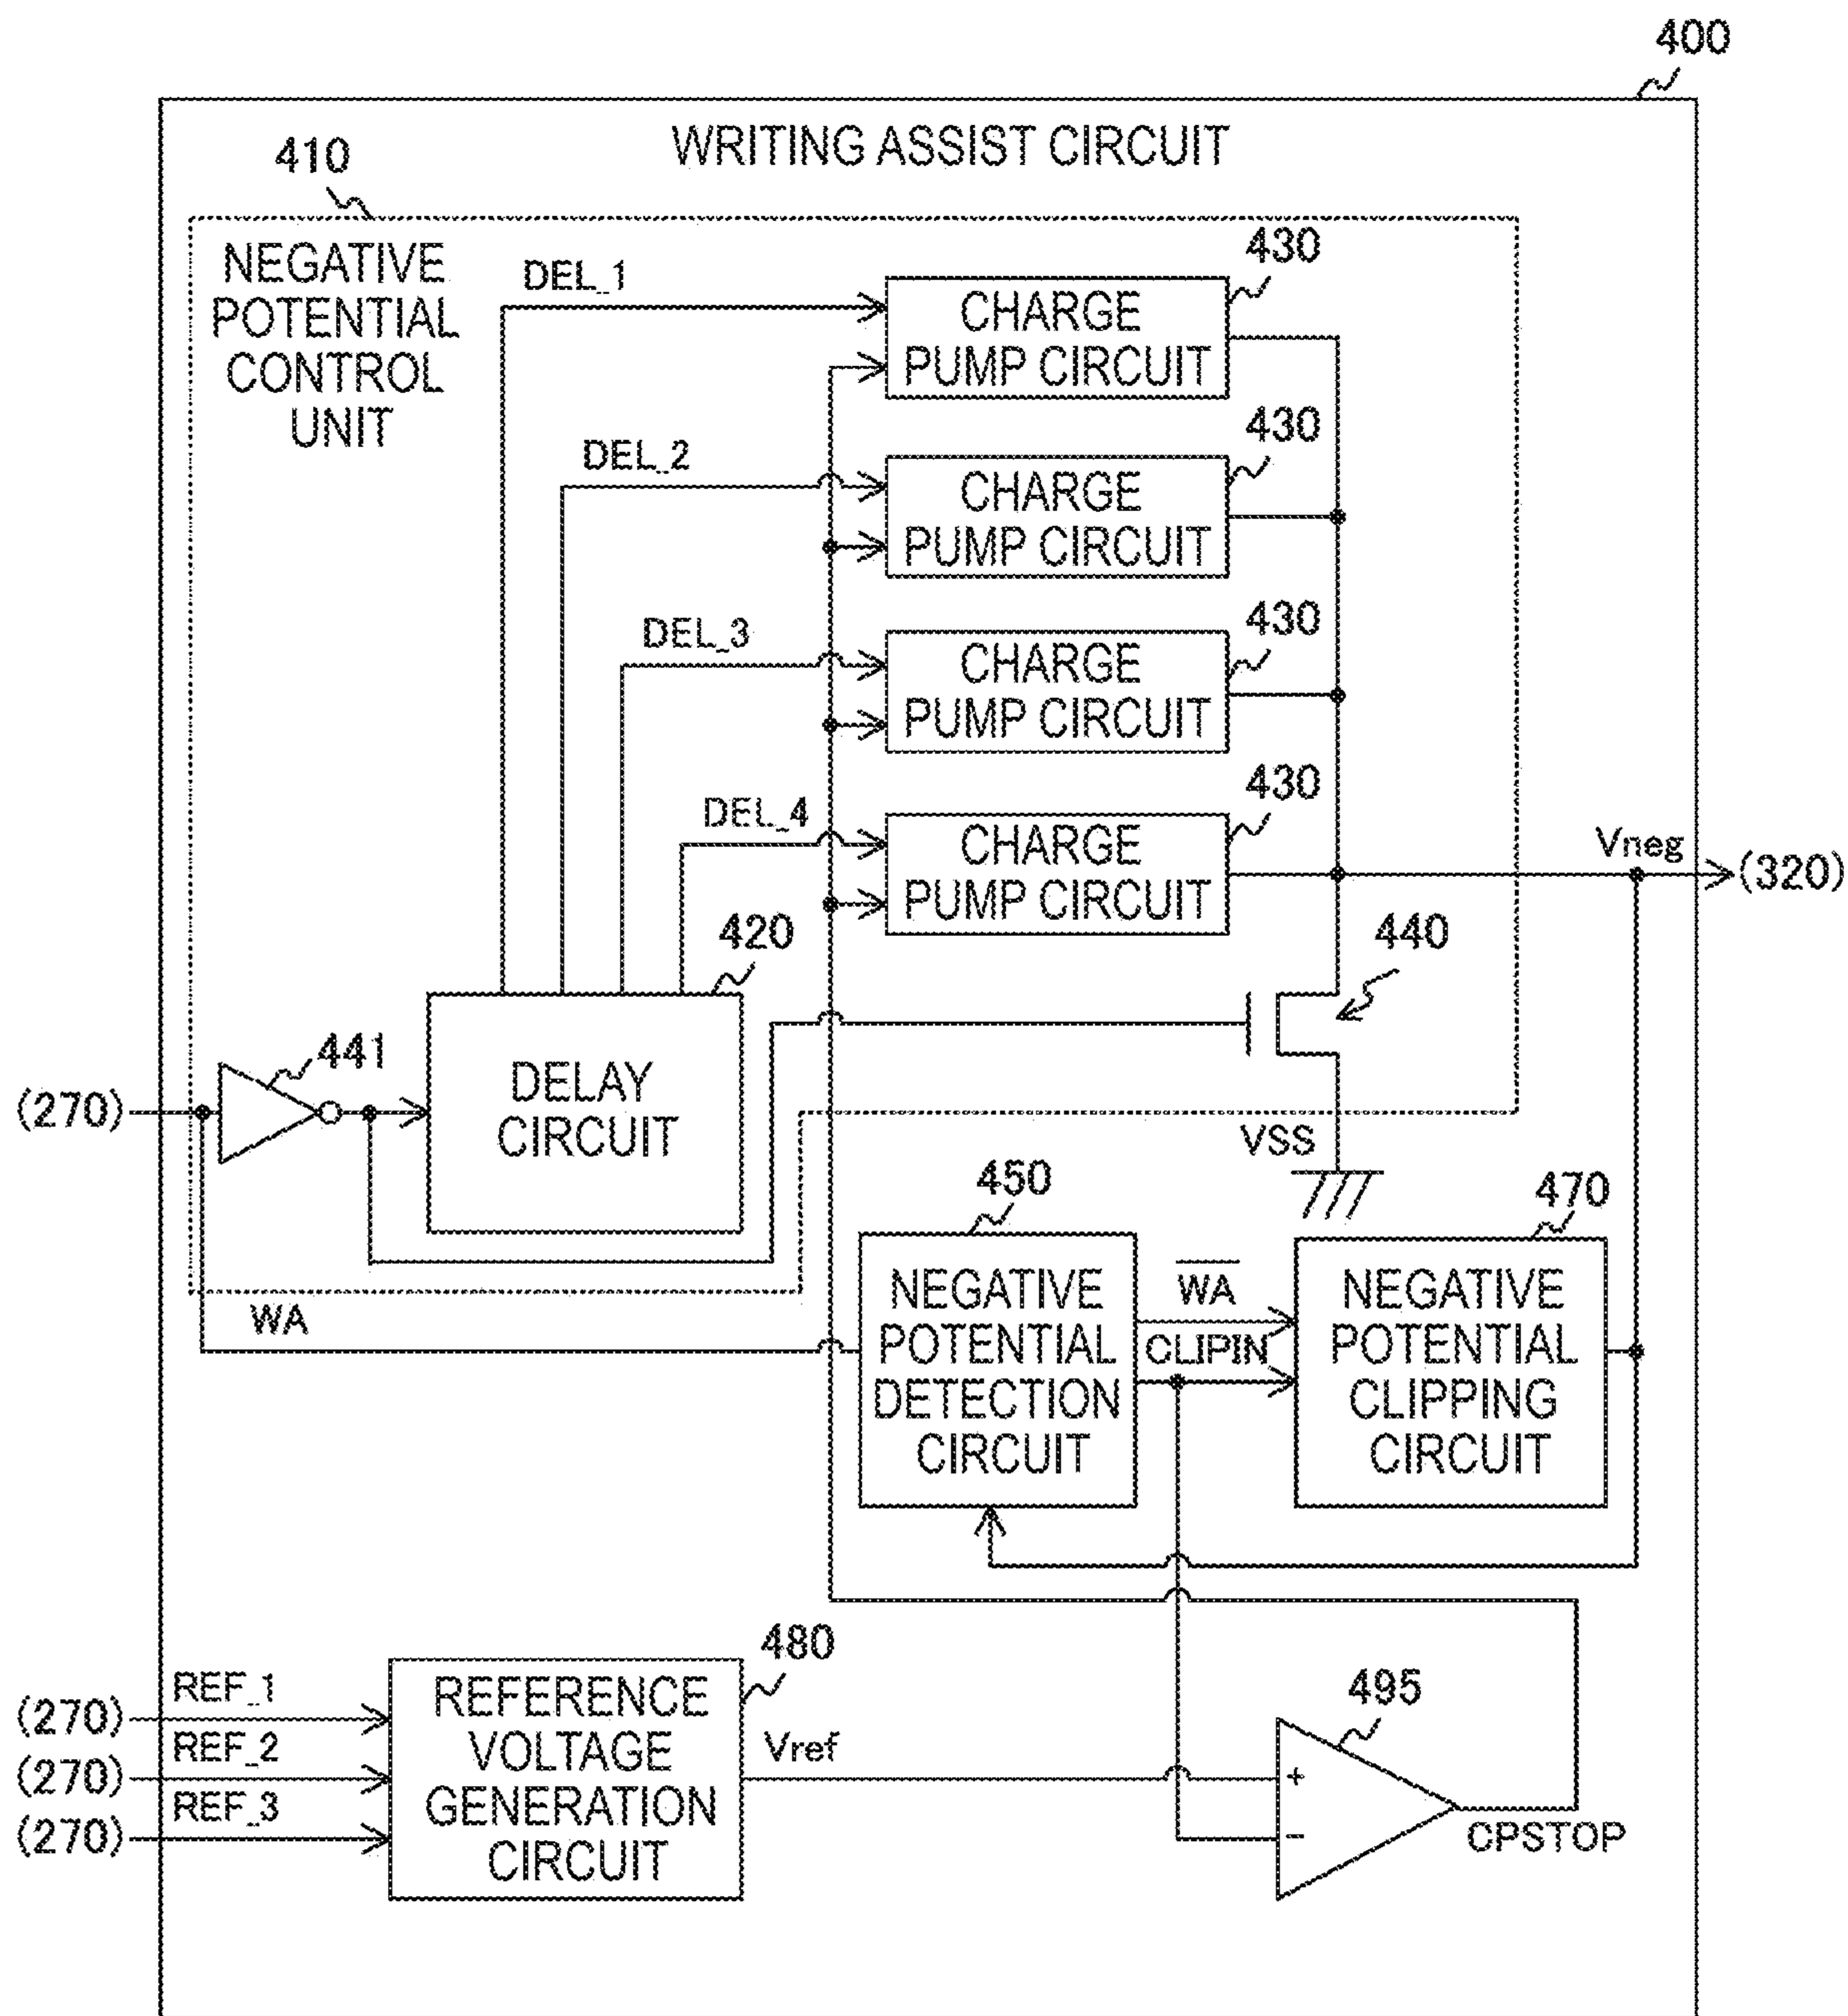 400
WRITING ASSIST CIRCUIT
410
NEGATIVE
POTENTIAL
CONTROL
UNIT
DEL_1
430
CHARGE
PUMP CIRCUIT
DEL_2
430
CHARGE
PUMP CIRCUIT
DEL_3
430
CHARGE
PUMP CIRCUIT
DEL_4
430
CHARGE
PUMP CIRCUIT
Vneg
(320)
420
440
441
(270)
DELAY
CIRCUIT
VSS
WA
450
NEGATIVE
POTENTIAL
DETECTION
CIRCUIT
W̅A̅
CLIPIN
470
NEGATIVE
POTENTIAL
CLIPPING
CIRCUIT
480
(270) REF_1
(270) REF_2
(270) REF_3
REFERENCE
VOLTAGE
GENERATION
CIRCUIT
Vref
495
+
-
CPSTOP